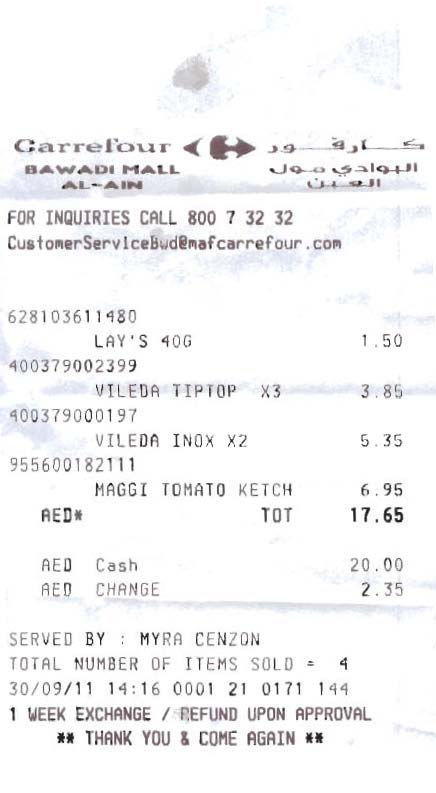 Carrefour كارفور
BAWADI MALL البوادي مول
AL-AIN العين
FOR INQUIRIES CALL 800 7 32 32
CustomerServiceBwd@mafcarrefour.com
628103611480
LAY'S 40G 1.50
400379002399
VILEDA TIPTOP X3 3.85
400379000197
VILEDA INOX X2 5.35
955600182111
MAGGI TOMATO KETCH 6.95
AED* TOT 17.65
AED Cash 20.00
AED CHANGE 2.35
SERVED BY : MYRA CENZON
TOTAL NUMBER OF ITEMS SOLD = 4
30/09/11 14:16 0001 21 0171 144
1 WEEK EXCHANGE / REFUND UPON APPROVAL
** THANK YOU & COME AGAIN **